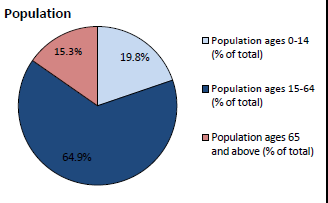 Population
15.3%
19.8%
64.9%
Population ages 0-14
(% of total)
Population ages 15-64
(% of total)
Population ages 65
and above (% of total)